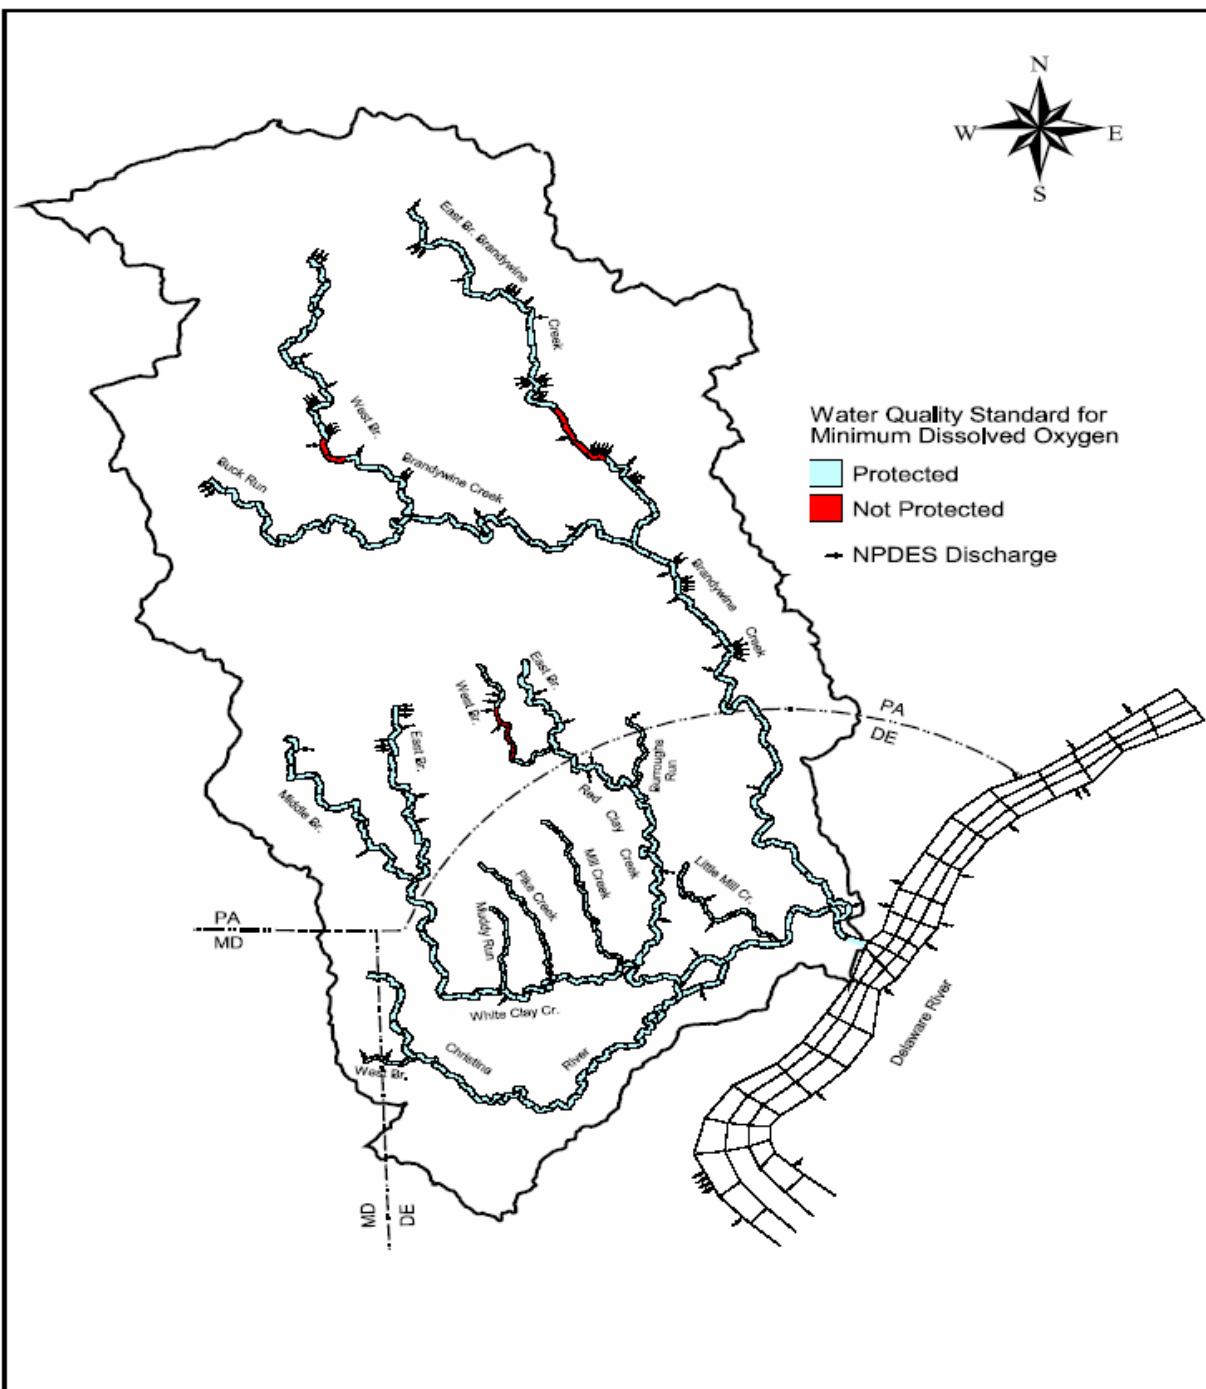 N
W
E
S
East Br. Brandywine
Creek
West Br.
Brandywine Creek
Buck Run
Water Quality Standard for
Minimum Dissolved Oxygen
Protected
Not Protected
NPDES Discharge
Brandywine
Creek
East Br.
West Br.
PA
DE
East Br.
Middle Br.
Burroughs
Run
Red Clay Creek
Mill Creek
Little Mill Cr.
Pike Creek
Muddy Run
PA
MD
White Clay Cr.
Christina
River
West Br.
Delaware River
MD
DE